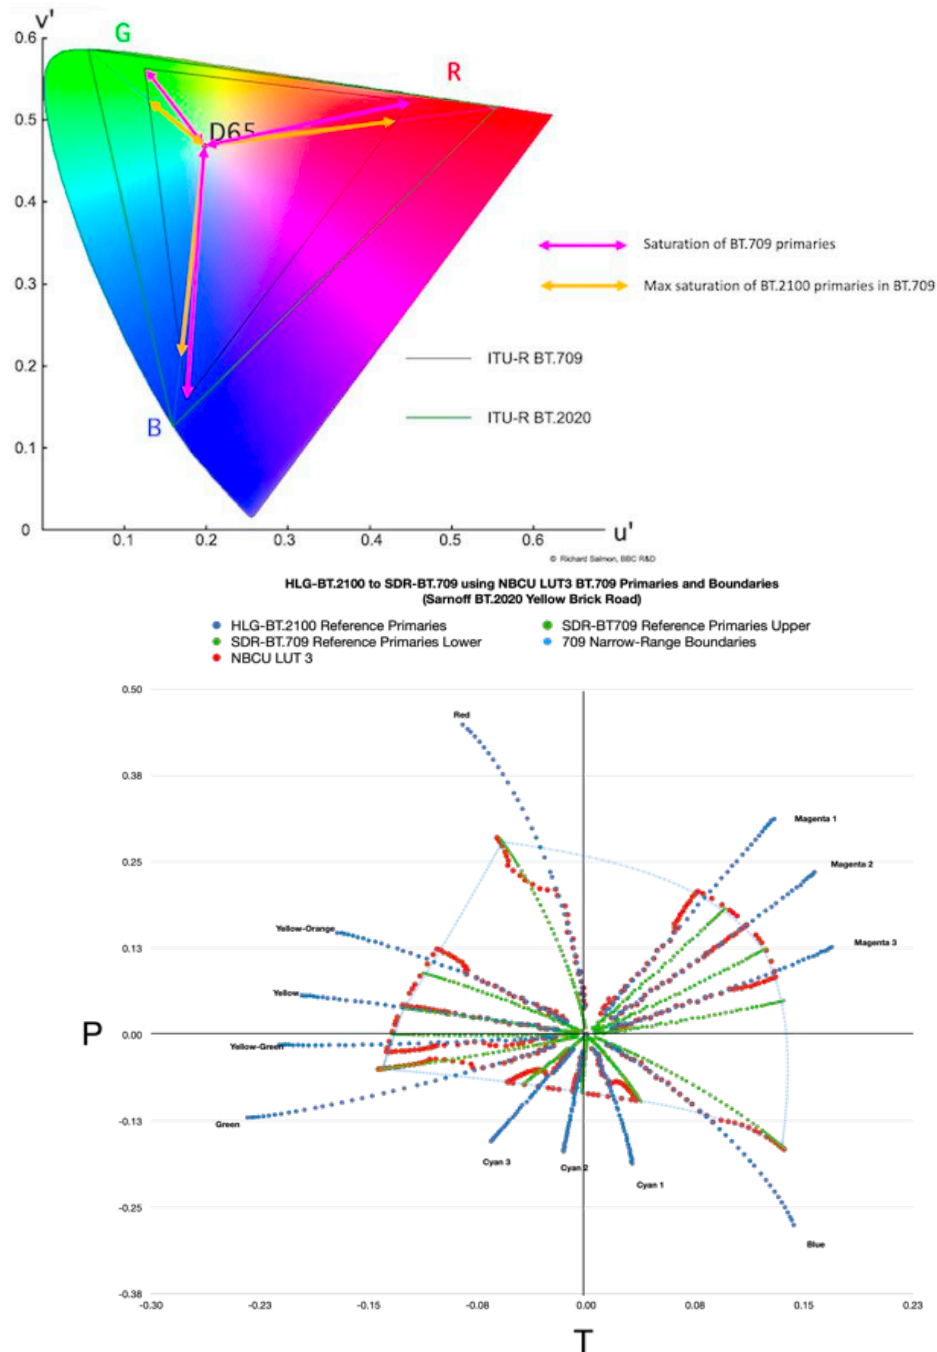 v'
0.6
G
R
0.5
D65
0.4
Saturation of BT.709 primaries
0.3
Max saturation of BT.2100 primaries in BT.709
ITU-R BT.709
0.2
B
ITU-R BT.2020
0.1
0
0.1
0.2
0.3
0.4
0.5
0.6
u'
© Richard Salmon, BBC R&D
HLG-BT.2100 to SDR-BT.709 using NBCU LUT3 BT.709 Primaries and Boundaries
(Sarnoff BT.2020 Yellow Brick Road)
HLG-BT.2100 Reference Primaries
SDR-BT709 Reference Primaries Upper
SDR-BT.709 Reference Primaries Lower
709 Narrow-Range Boundaries
NBCU LUT 3
0.50
Red
0.38
Magenta 1
0.25
Magenta 2
Yellow-Orange
0.13
Magenta 3
Yellow
P
0.00
Yellow-Green
Green
-0.13
Cyan 3
Cyan 2
Cyan 1
-0.25
Blue
-0.38
-0.30
-0.23
-0.15
-0.08
0.00
0.08
0.15
0.23
T